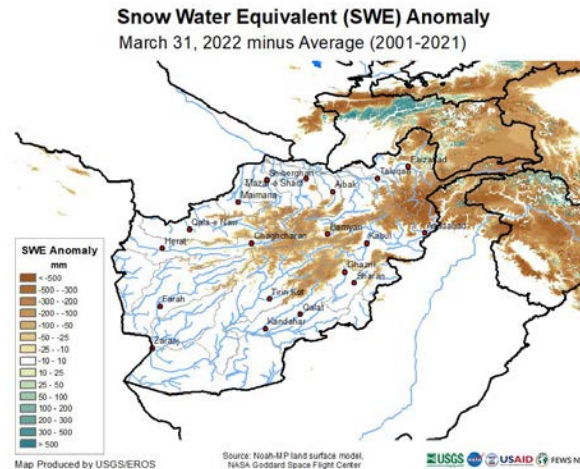 Snow Water Equivalent (SWE) Anomaly
March 31, 2022 minus Average (2001-2021)
Faizabad
Taluqan
Sheberghan
Mazar-e Sharif
Aibak
Maimana
Qala-e Naw
Asadabad
Bamyan
Kabul
Chaghcharan
Herat
Ghazni
Sharan
Tirin Kot
Farah
Qalat
Kandahar
Zaranj
SWE Anomaly
mm
< -500
-500 - -300
-300 - -200
-200 - -100
-100 - -50
-50 - -25
-25 - -10
-10 - 10
10 - 25
25 - 50
50 - 100
100 - 200
200 - 300
300 - 500
> 500
Map Produced by USGS/EROS
Source: Noah-MP land surface model,
NASA Goddard Space Flight Center
USGS
NASA
USAID
FEWS N